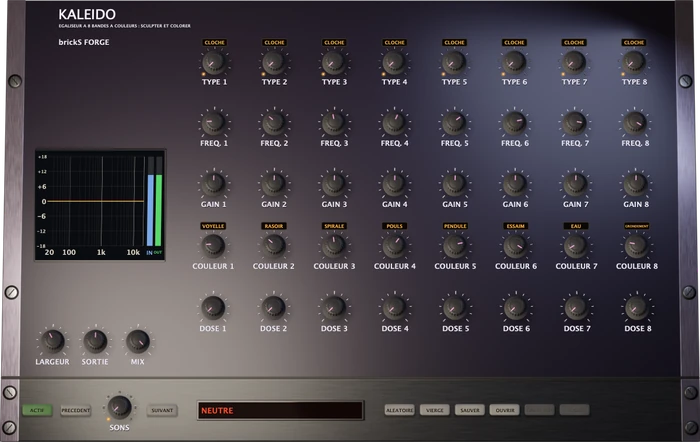 KALEIDO
EGALISEUR A 8 BANDES A COULEURS : SCULPTER ET COLORER
brickS FORGE
CLOCHE CLOCHE CLOCHE CLOCHE CLOCHE CLOCHE CLOCHE CLOCHE
TYPE 1 TYPE 2 TYPE 3 TYPE 4 TYPE 5 TYPE 6 TYPE 7 TYPE 8
FREQ. 1 FREQ. 2 FREQ. 3 FREQ. 4 FREQ. 5 FREQ. 6 FREQ. 7 FREQ. 8
GAIN 1 GAIN 2 GAIN 3 GAIN 4 GAIN 5 GAIN 6 GAIN 7 GAIN 8
+18
+12
+6
0
-6
-12
-18
20 100 1k 10k IN OUT
VOYELLE RASOIR SPIRALE POULS PENDULE ESSAIM EAU
COULEUR 1 COULEUR 2 COULEUR 3 COULEUR 4 COULEUR 5 COULEUR 6 COULEUR 7 COULEUR 8
DOSE 1 DOSE 2 DOSE 3 DOSE 4 DOSE 5 DOSE 6 DOSE 7 DOSE 8
LARGEUR SORTIE MIX
ACTIF PRECEDENT SUIVANT NEUTRE ALEATOIRE VIERGE SAUVER OUVRIR
SONS